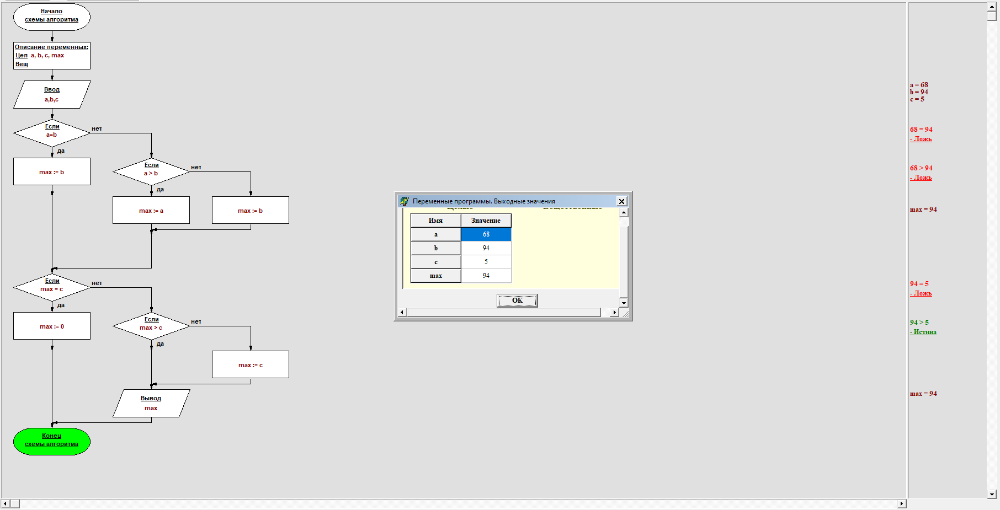 Начало
схемы алгоритма
Описание переменных:
Цел a, b, c, max
Вещ
Ввод
a,b,c
Если
a=b
нет
да
max := b
Если
a > b
нет
да
max := a
max := b
Если
max = c
нет
да
max := 0
Если
max > c
нет
да
max := c
Вывод
max
Конец
схемы алгоритма
Переменные программы. Выходные значения
Целые Вещественные
Имя Значение
a 68
b 94
c 5
max 94
OK
a = 68
b = 94
c = 5
68 = 94
- Ложь
68 > 94
- Ложь
max = 94
94 = 5
- Ложь
94 > 5
- Истина
max = 94